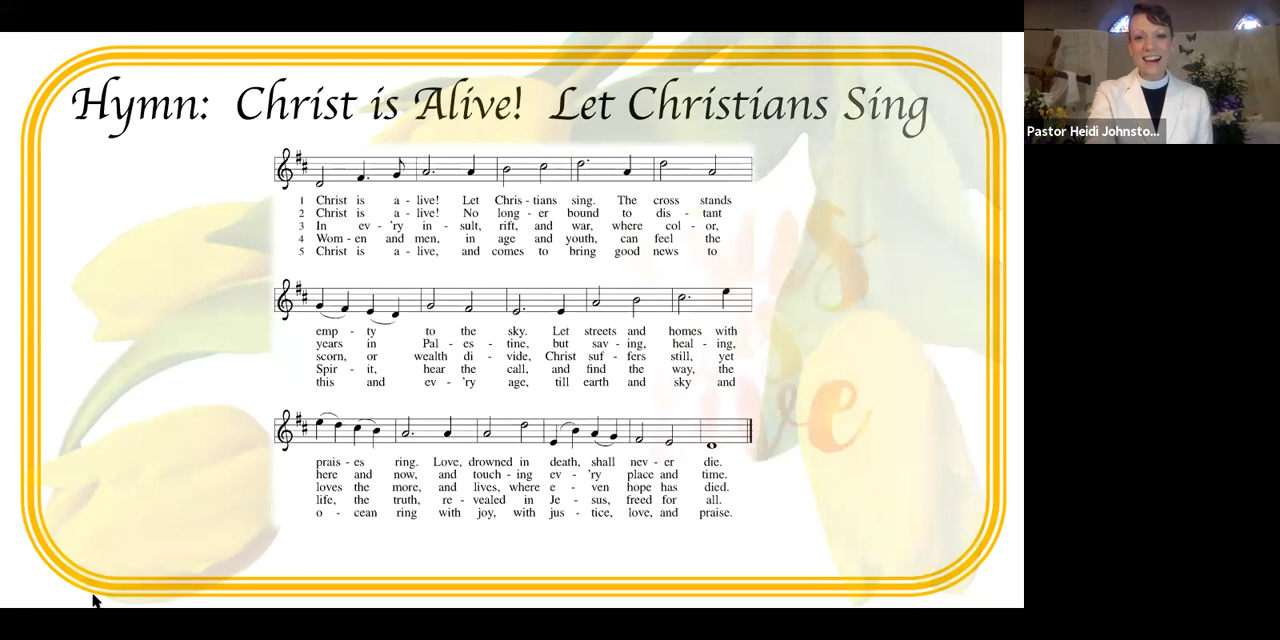 Hymn: Christ is Alive! Let Christians Sing
1 Christ is a - live! Let Chris - tians sing. The cross stands
2 Christ is a - live! No long - er bound to dis - tant
3 In ev - 'ry in - sult, rift, and war, where col - or,
4 Wom - en and men, in age and youth, can feel the
5 Christ is a - live, and comes to bring good news to
emp - ty to the sky. Let streets and homes with
years in Pal - es - tine, but sav - ing, heal - ing,
scorn, or wealth di - vide, Christ suf - fers still, yet
Spir - it, hear the call, and find the way, the
this and ev - 'ry age, till earth and sky and
prais - es ring. Love, drowned in death, shall nev - er die.
here and now, and touch - ing ev - 'ry place and time.
loves the more, and lives, where e - ven hope has died.
life, the truth, re - vealed in Je - sus, freed for all.
o - cean ring with joy, with jus - tice, love, and praise.
Pastor Heidi Johnsto...